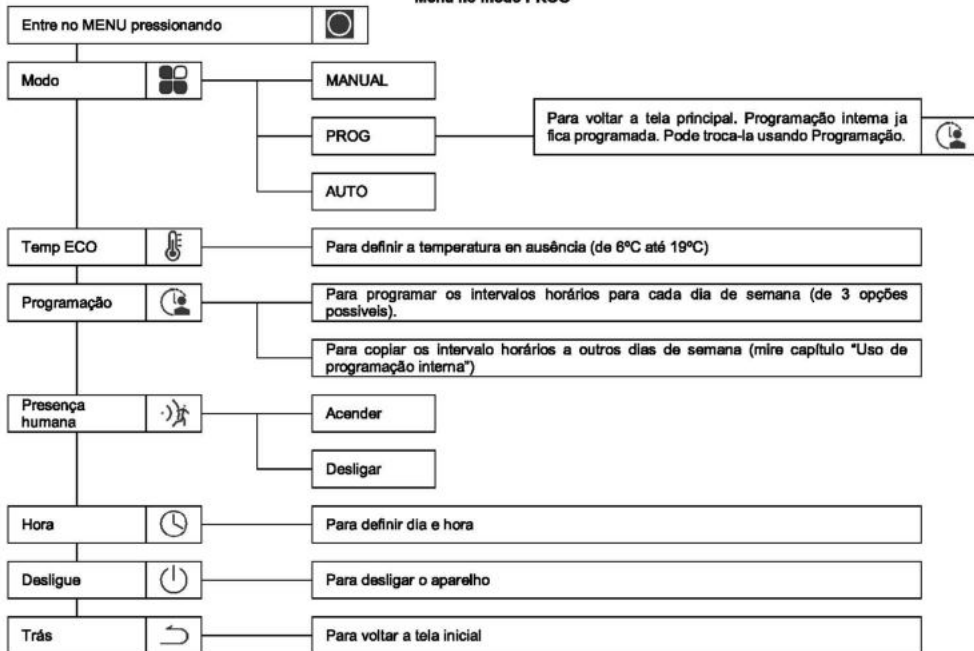 Menu no modo PROG
Entre no MENU pressionando
Modo
MANUAL
PROG
Para voltar a tela principal. Programação interna ja
fica programada. Pode troca-la usando Programação.
AUTO
Temp ECO
Para definir a temperatura en ausência (de 6ºC até 19ºC)
Programação
Para programar os intervalos horários para cada dia de semana (de 3 opções
possiveis).
Para copiar os intervalo horários a outros dias de semana (mire capítulo "Uso de
programação interna")
Presença
humana
Acender
Desligar
Hora
Para definir dia e hora
Desligue
Para desligar o aparelho
Trás
Para voltar a tela inicial